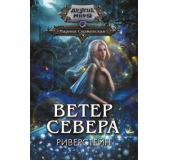 ДРУГИЕ
МИРЫ
Марина Суржевская
ВЕТЕР
СЕВЕРА
РИВЕРСТЕЙН